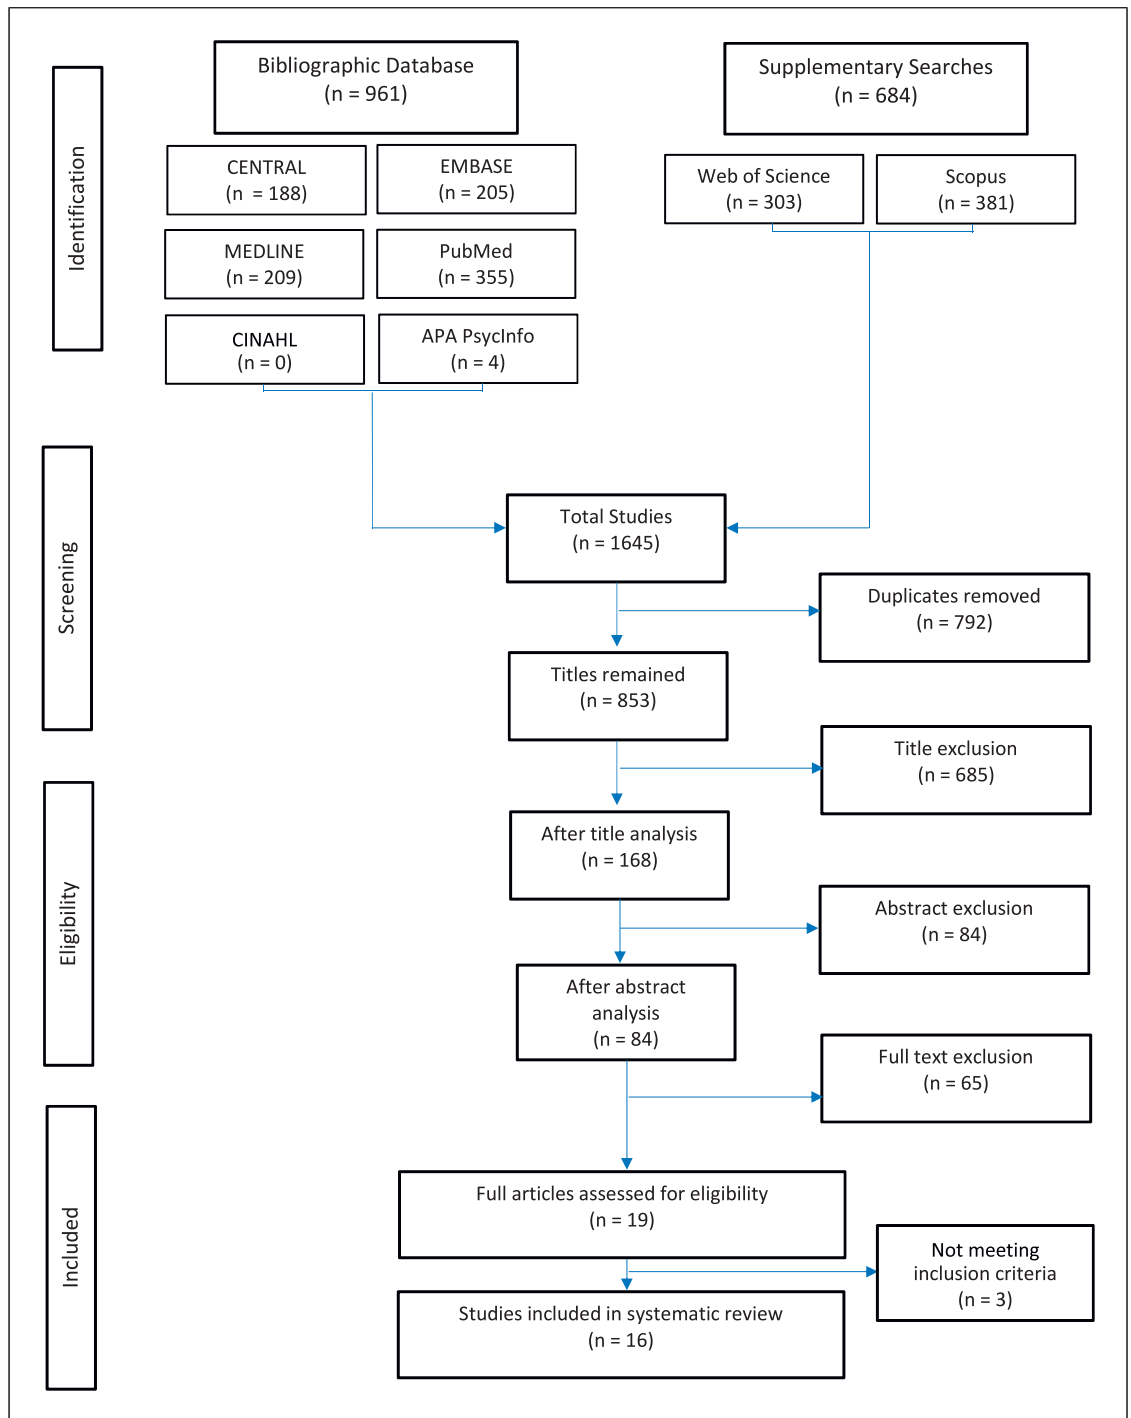 Identification
Bibliographic Database
(n = 961)
Supplementary Searches
(n = 684)
CENTRAL
(n  = 188)
EMBASE
(n = 205)
Web of Science
(n = 303)
Scopus
(n = 381)
MEDLINE
(n = 209)
PubMed
(n = 355)
CINAHL
(n = 0)
APA PsycInfo
(n = 4)
Screening
Total Studies
(n = 1645)
Duplicates removed
(n = 792)
Titles remained
(n = 853)
Title exclusion
(n = 685)
Eligibility
After title analysis
(n = 168)
Abstract exclusion
(n = 84)
After abstract
analysis
(n = 84)
Full text exclusion
(n = 65)
Included
Full articles assessed for eligibility
(n = 19)
Not meeting
inclusion criteria
(n = 3)
Studies included in systematic review
(n = 16)